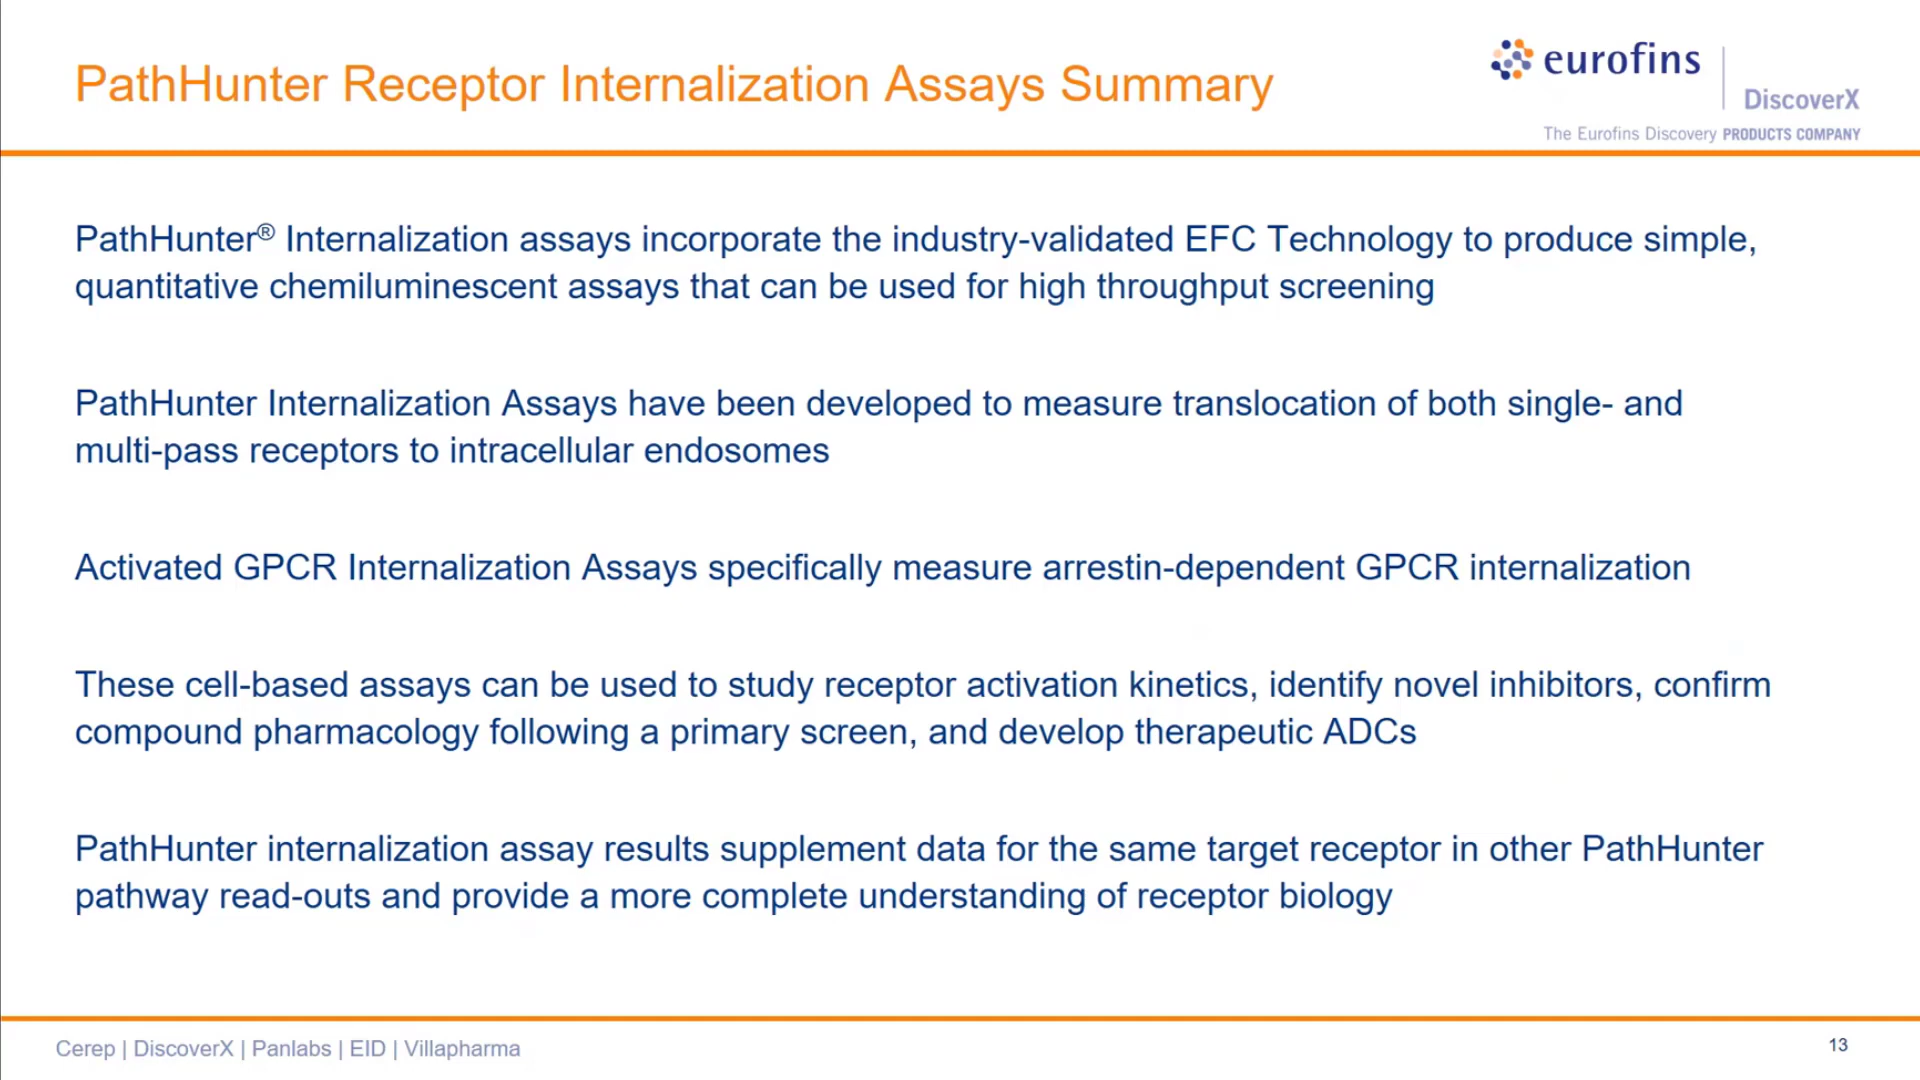 PathHunter Receptor Internalization Assays Summary
eurofins
DiscoverX
The Eurofins Discovery PRODUCTS COMPANY
PathHunter® Internalization assays incorporate the industry-validated EFC Technology to produce simple,
quantitative chemiluminescent assays that can be used for high throughput screening
PathHunter Internalization Assays have been developed to measure translocation of both single- and
multi-pass receptors to intracellular endosomes
Activated GPCR Internalization Assays specifically measure arrestin-dependent GPCR internalization
These cell-based assays can be used to study receptor activation kinetics, identify novel inhibitors, confirm
compound pharmacology following a primary screen, and develop therapeutic ADCs
PathHunter internalization assay results supplement data for the same target receptor in other PathHunter
pathway read-outs and provide a more complete understanding of receptor biology
Cerep | DiscoverX | Panlabs | EID | Villapharma
13